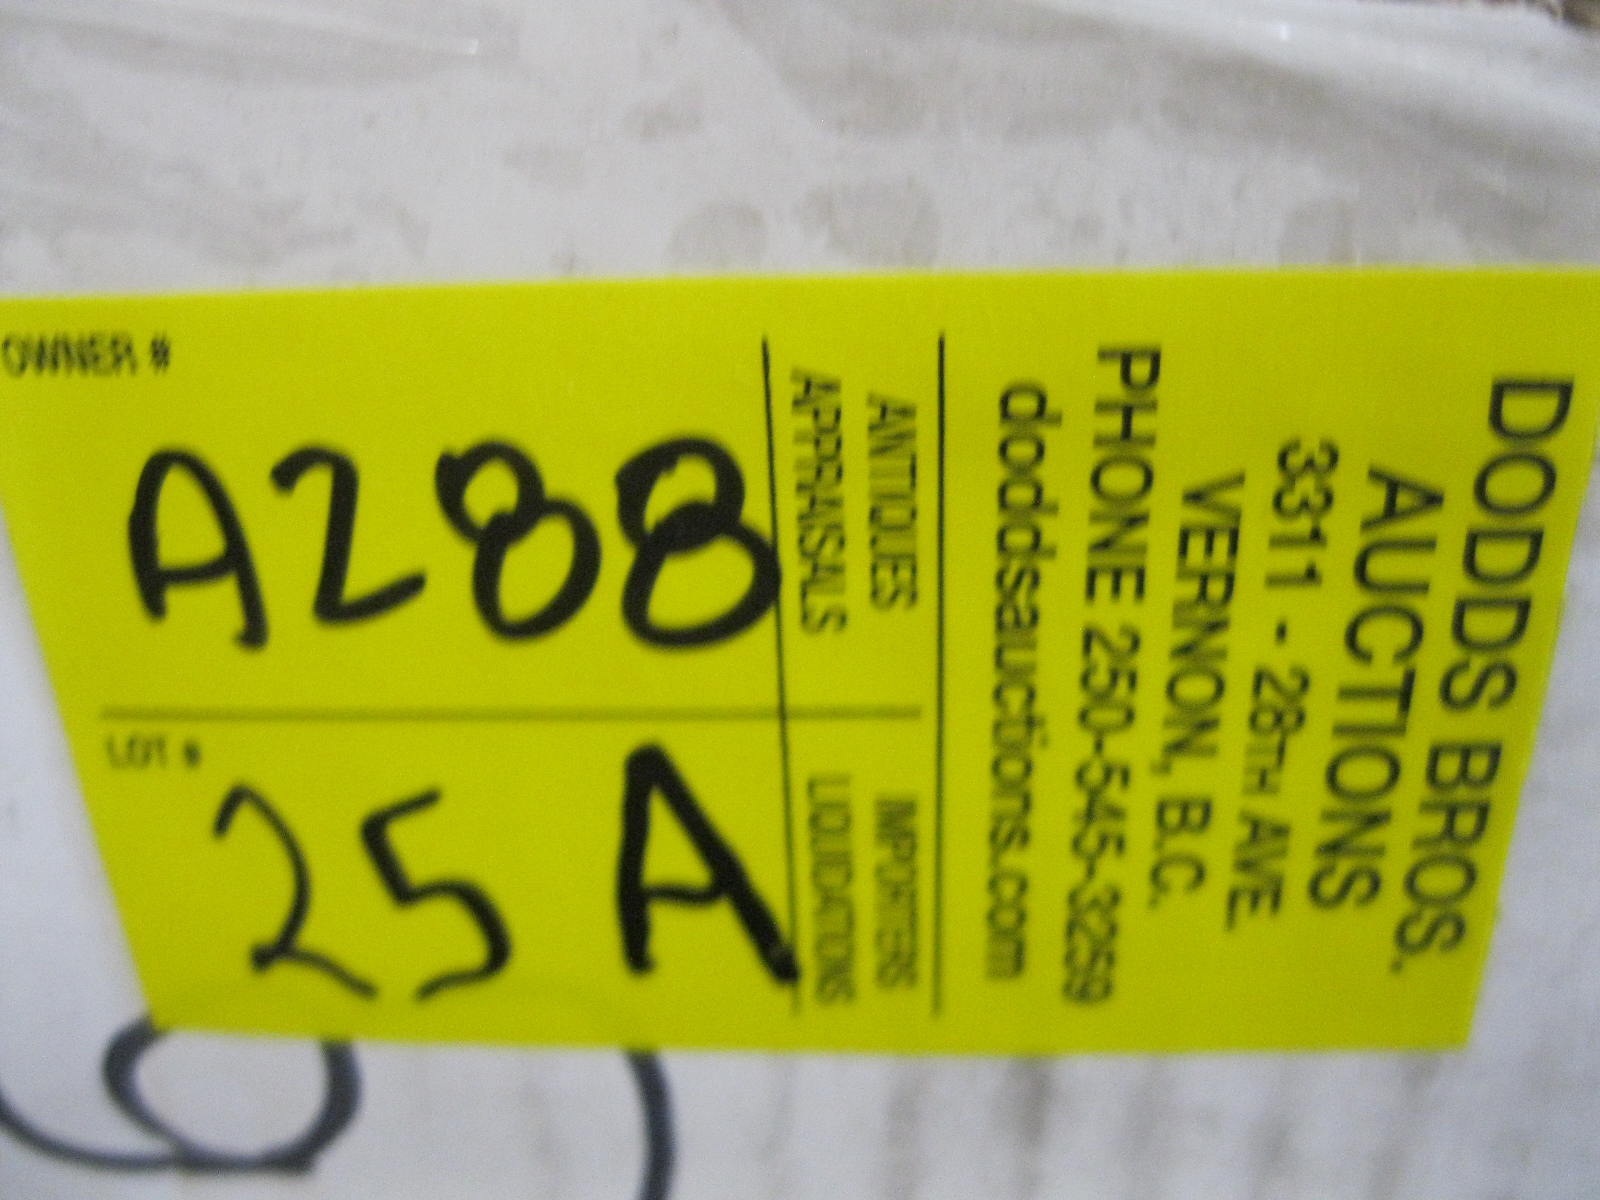 OWNER #
A288
LOT #
25 A
ANTIQUES
APPRAISALS
IMPORTERS
LIQUIDATIONS
DODDS BROS.
AUCTIONS
3311 - 28TH AVE.
VERNON, B.C.
PHONE 250-545-3259
doddsauctions.com